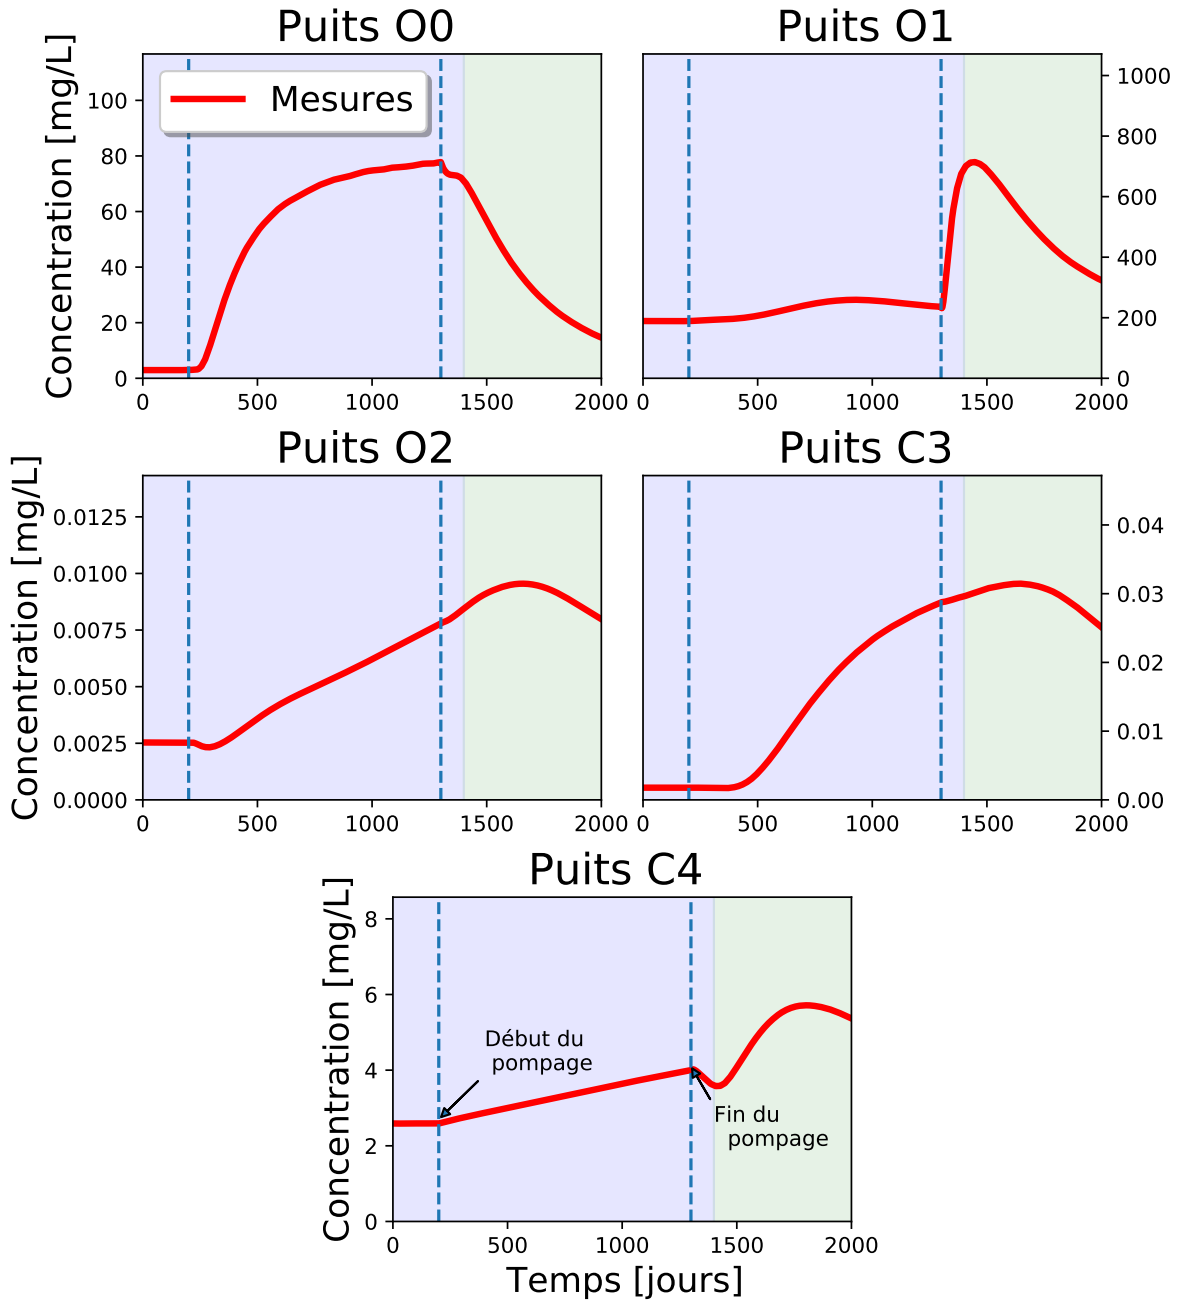 Puits O0
Puits O1
Concentration [mg/L]
100
80
60
40
20
0
Mesures
1000
800
600
400
200
0
0 500 1000 1500 2000
0 500 1000 1500 2000
Puits O2
Puits C3
Concentration [mg/L]
0.0125
0.0100
0.0075
0.0050
0.0025
0.0000
0.04
0.03
0.02
0.01
0.00
0 500 1000 1500 2000
0 500 1000 1500 2000
Puits C4
Concentration [mg/L]
8
6
4
2
0
Début du
pompage
Fin du
pompage
0 500 1000 1500 2000
Temps [jours]